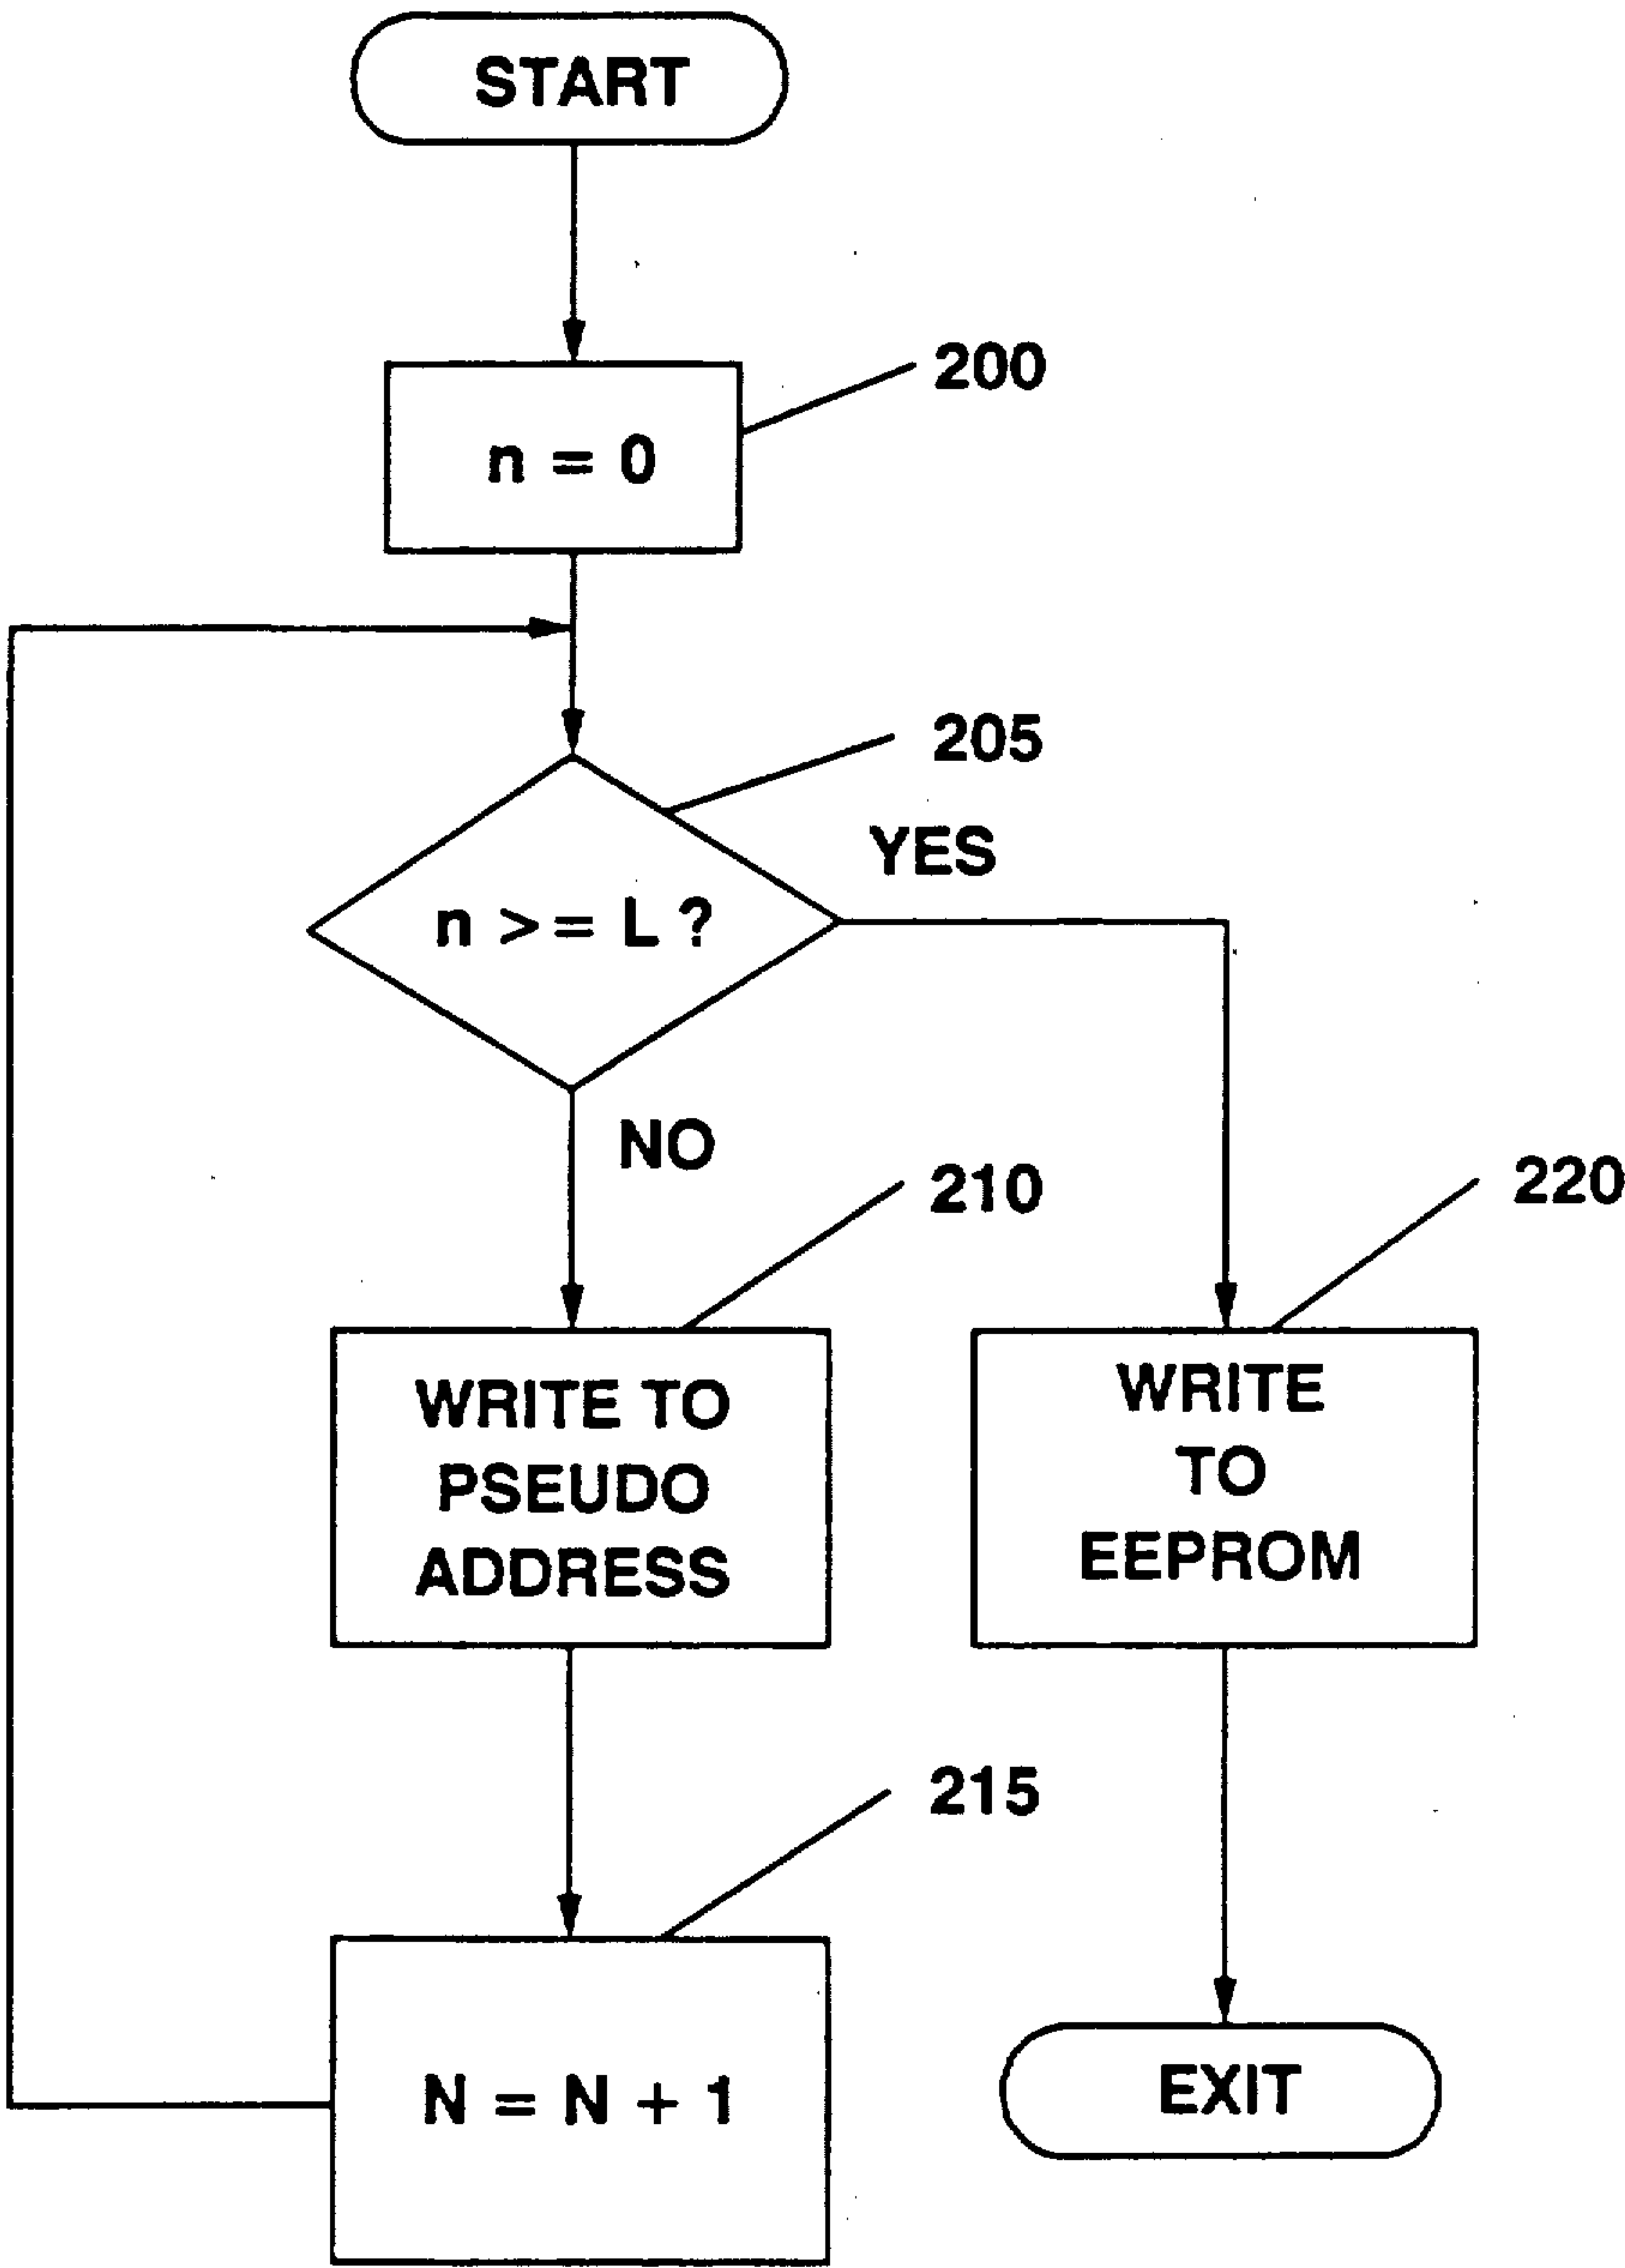 START
200
n = 0
205
YES
n >= L ?
NO
210
220
WRITE TO
PSEUDO
ADDRESS
WRITE
TO
EEPROM
215
N = N + 1
EXIT